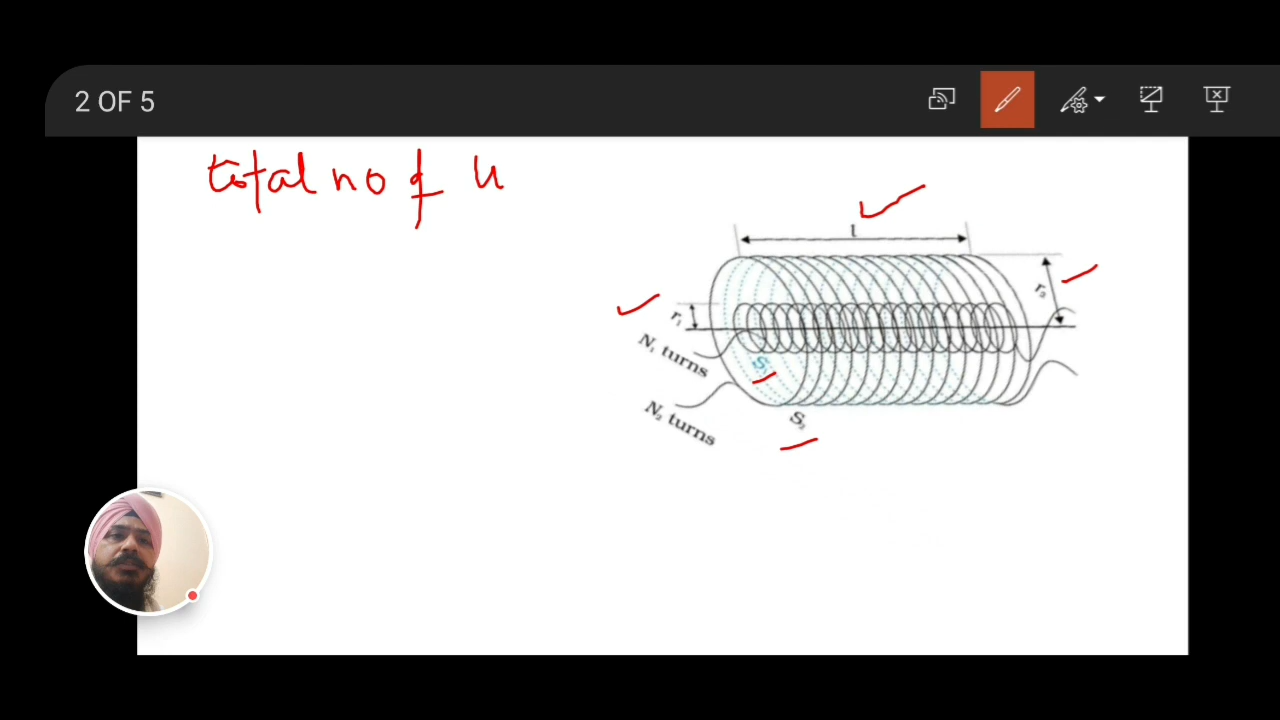 2 OF 5
total no of u
l
r₂
r₁
N₁ turns
S₁
N₂ turns
S₂